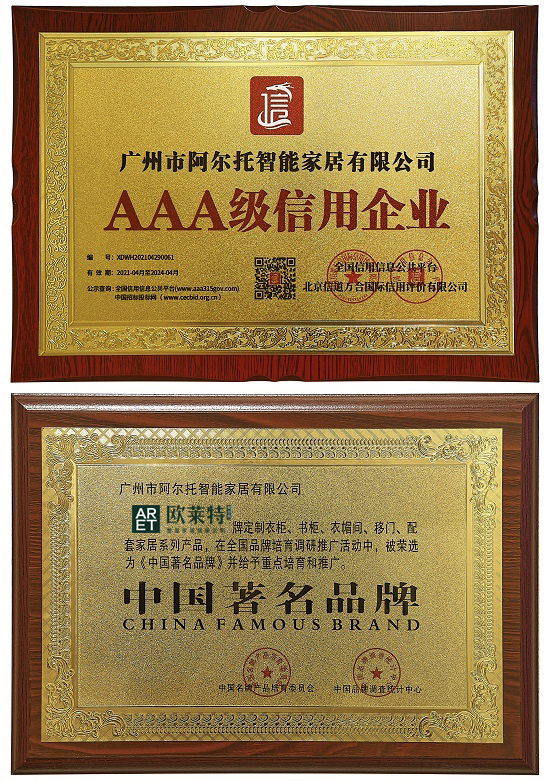 信
广州市阿尔托智能家居有限公司
AAA级信用企业
编 号：XDWH202104290061
有 效 期：2021-04月至2024-04月
公示查询：全国信用信息公共平台(www.aaa315gov.com)
中国招标投标网（www.cecbid.org.cn）
全国信用信息公共平台
北京信道万合国际信用评价有限公司
广州市阿尔托智能家居有限公司
ARET 欧莱特
牌定制衣柜、书柜、衣帽间、移门、配
套家居系列产品，在全国品牌培育调研推广活动中，被荣选
为《中国著名品牌》并给予重点培育和推广。
中国著名品牌
CHINA FAMOUS BRAND
中国名牌产品培育委员会
中国品牌调查统计中心